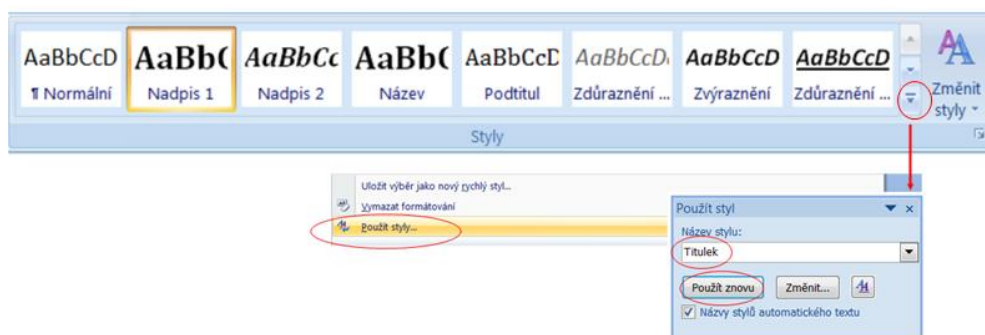 AaBbCcD AaBb( AaBbCc AaBb( AaBbCcD AaBbCcD AaBbCcD AaBbCcD
¶ Normální Nadpis 1 Nadpis 2 Název Podtitul Zdůraznění ... Zvýraznění Zdůraznění ... Změnit styly
Styly
Uložit výběr jako nový rychlý styl...
Vymazat formátování
Použít styly...
Použít styl
Název stylu:
Titulek
Použít znovu Změnit...
Názvy stylů automatického textu